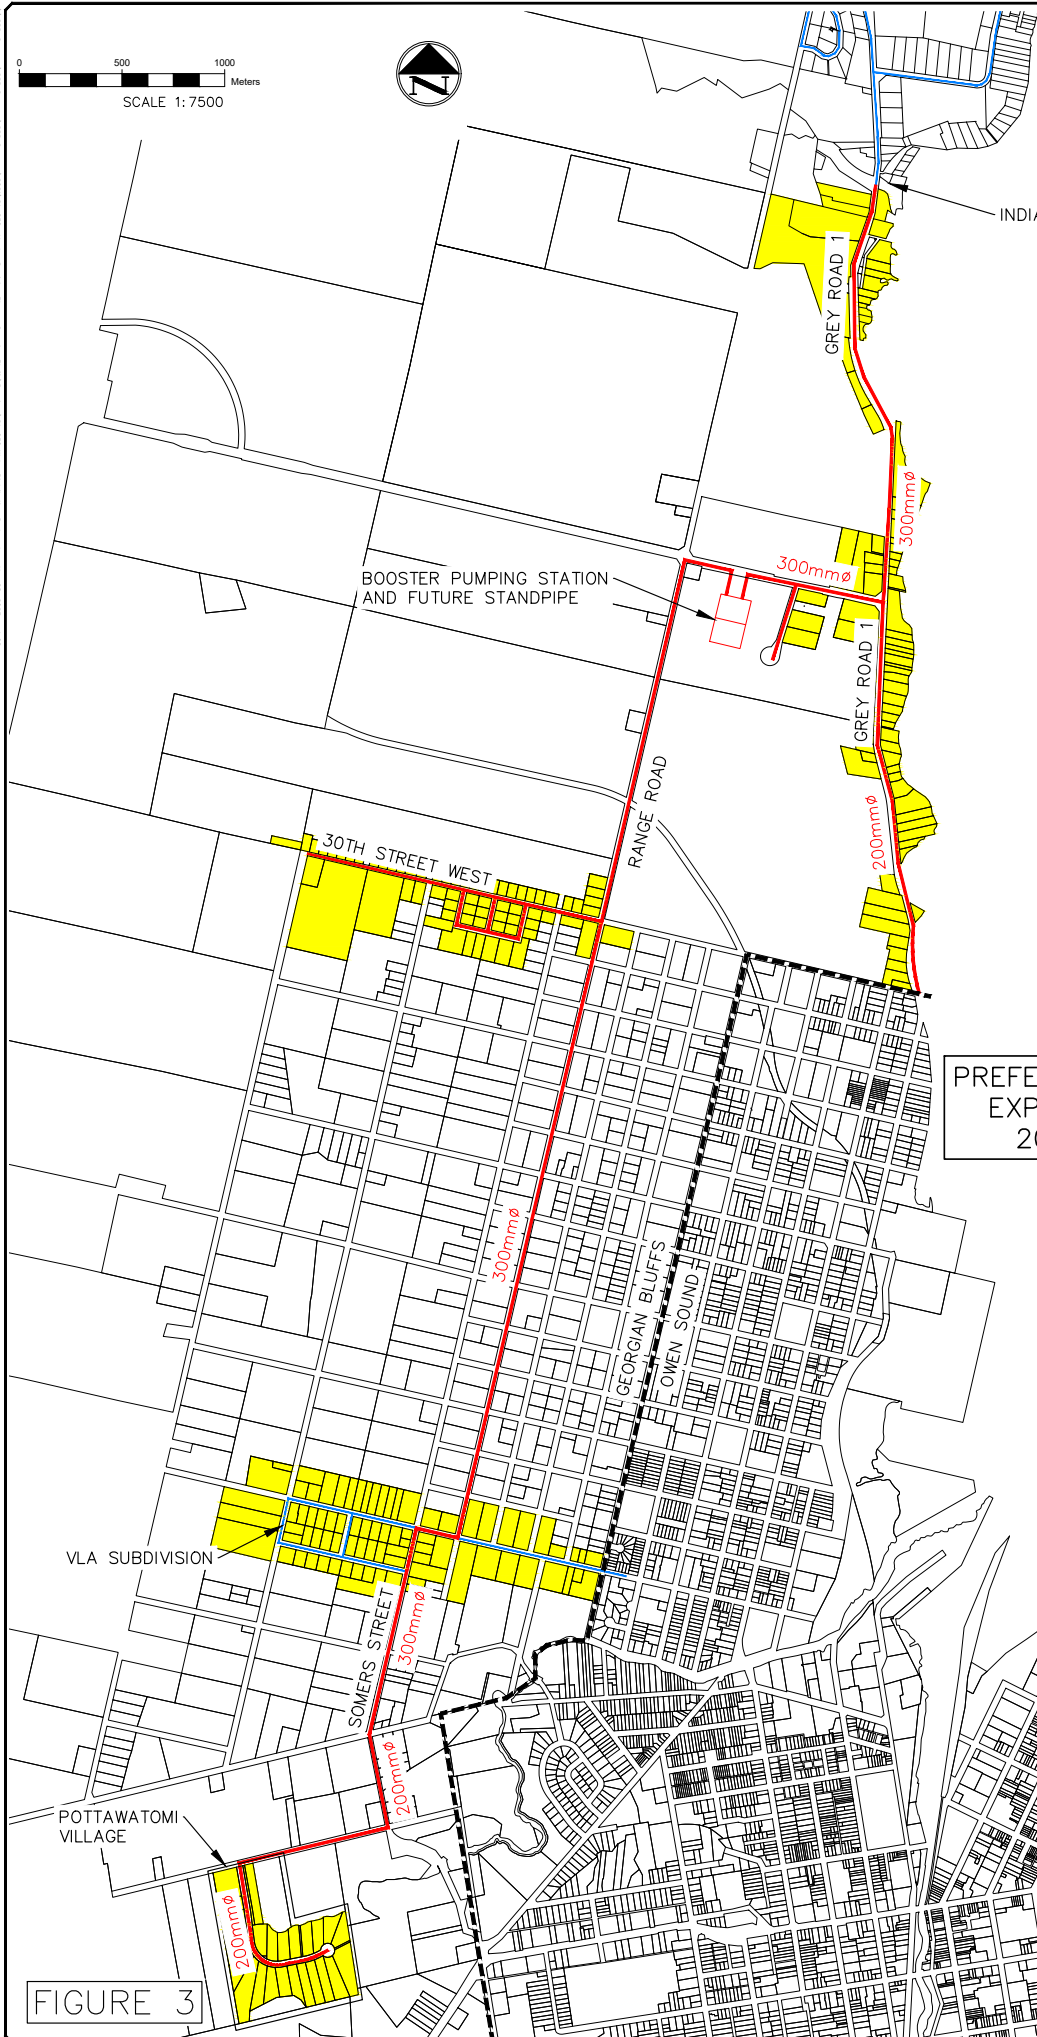 0 500 1000
Meters
SCALE 1:7500
N
INDIA
GREY ROAD 1
300mmø
300mmø
BOOSTER PUMPING STATION
AND FUTURE STANDPIPE
GREY ROAD 1
RANGE ROAD
200mmø
30TH STREET WEST
PREFE
EXP
20
300mmø
GEORGIAN BLUFFS
OWEN SOUND
VLA SUBDIVISION
SOMERS STREET
300mmø
200mmø
POTTAWATOMI
VILLAGE
200mmø
FIGURE 3